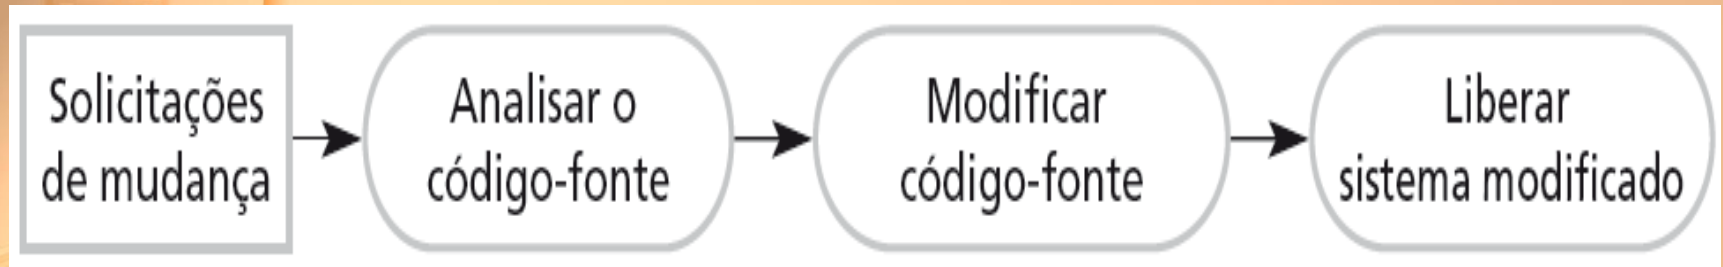 Solicitações
de mudança
Analisar o
código-fonte
Modificar
código-fonte
Liberar
sistema modificado